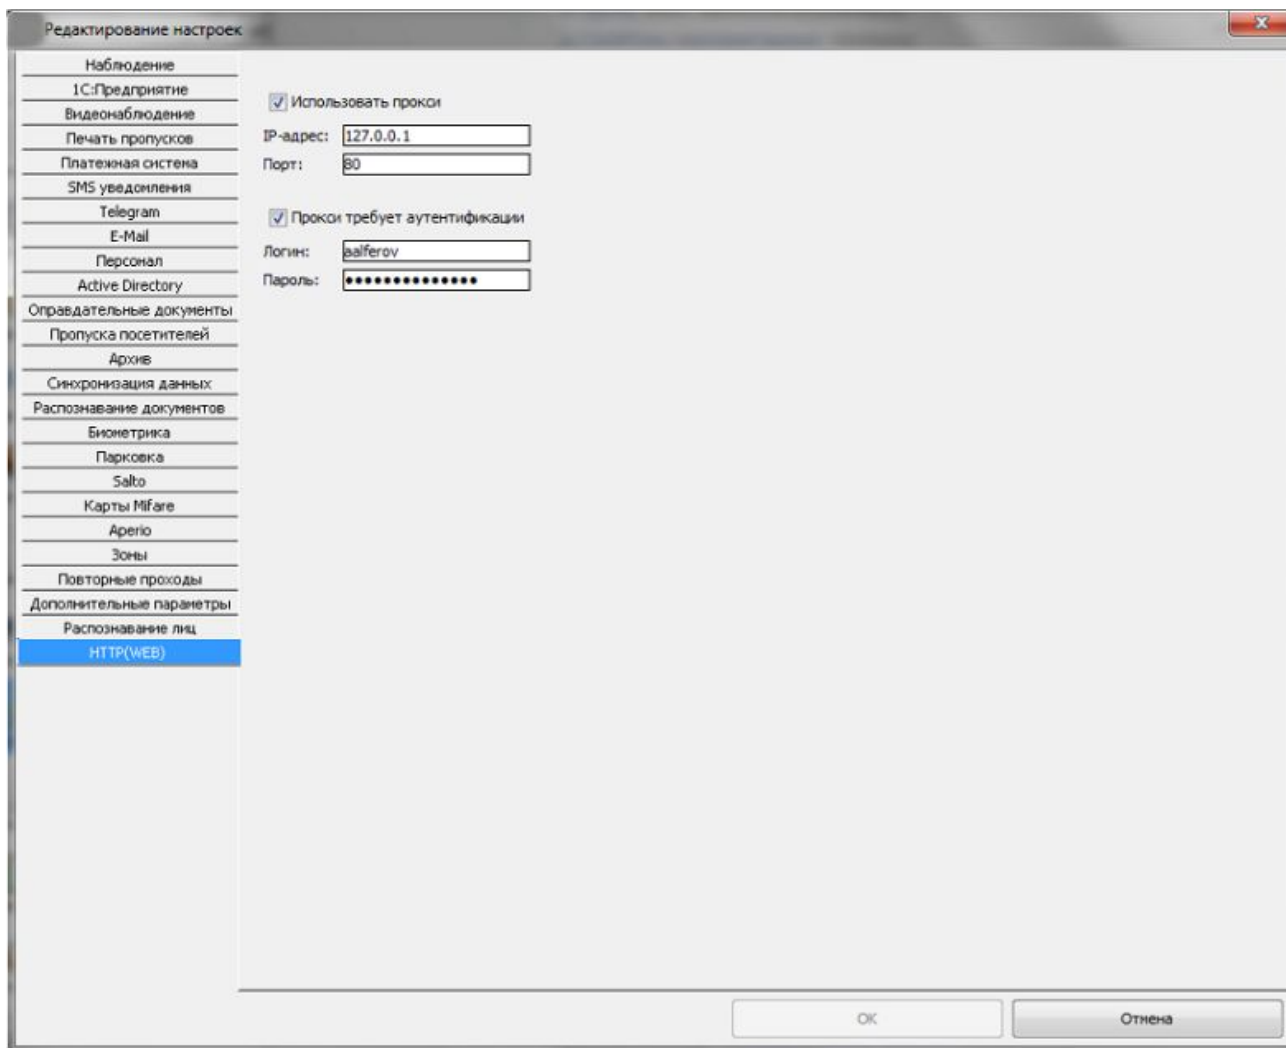 Редактирование настроек
Наблюдение
1С:Предприятие
Видеонаблюдение
Печать пропусков
Платежная система
SMS уведомления
Telegram
E-Mail
Персонал
Active Directory
Оправдательные документы
Пропуска посетителей
Архив
Синхронизация данных
Распознавание документов
Биометрика
Парковка
Salto
Карты Mifare
Aperio
Зоны
Повторные проходы
Дополнительные параметры
Распознавание лиц
HTTP(WEB)
Использовать прокси
IP-адрес: 127.0.0.1
Порт: 80
Прокси требует аутентификации
Логин: aalferov
Пароль: ••••••••••••••
OK
Отмена